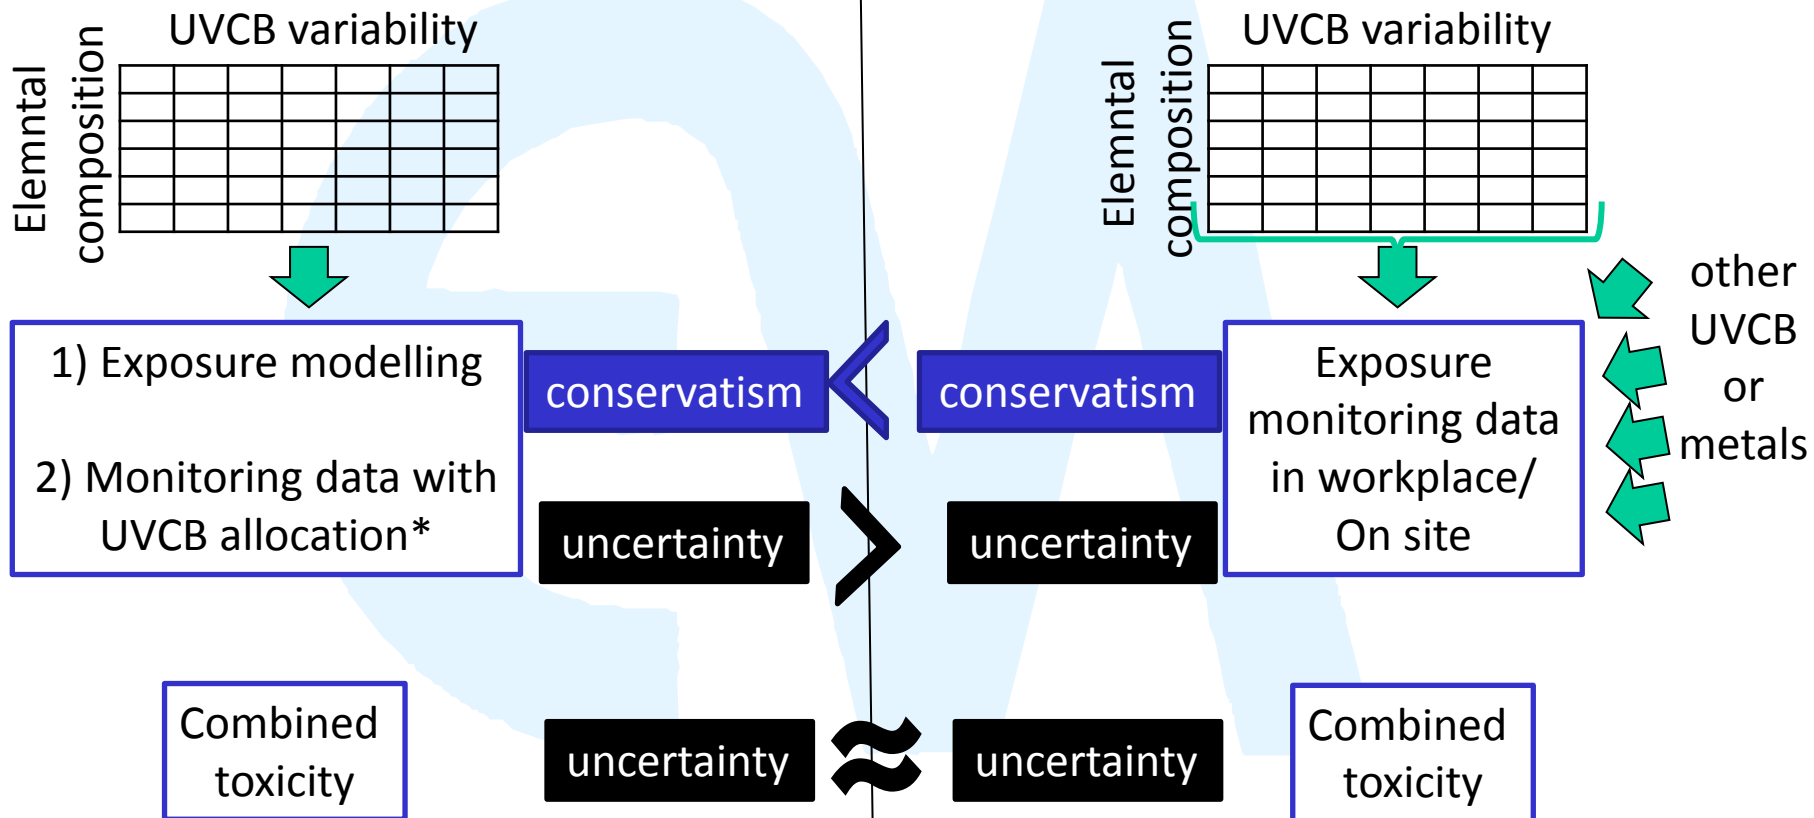 UVCB variability
Elemntal
composition
1) Exposure modelling
2) Monitoring data with
UVCB allocation*
conservatism
<
conservatism
uncertainty
>
uncertainty
Combined
toxicity
uncertainty
≈
uncertainty
UVCB variability
Elemntal
composition
Exposure
monitoring data
in workplace/
On site
other
UVCB
or
metals
Combined
toxicity